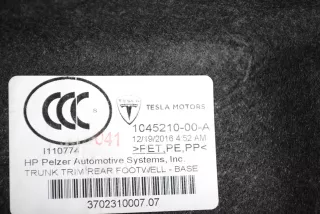 TESLA MOTORS
1045210-00-A
12/19/2016 4:52 AM
>PET,PE,PP<
I110774
HP Pelzer Automotive Systems, Inc.
TRUNK TRIM REAR FOOTWELL - BASE
3702310007.07